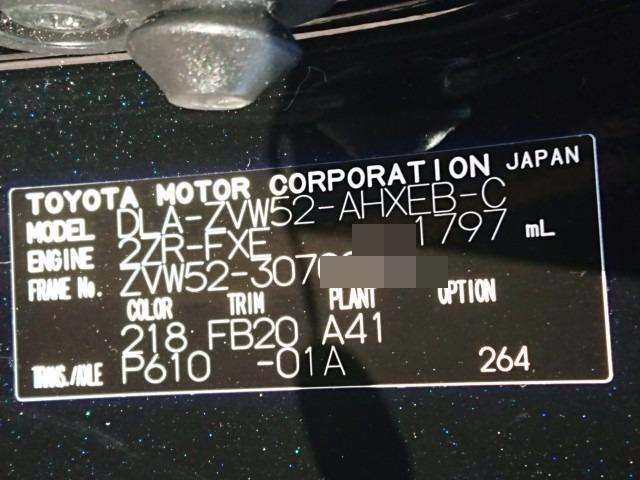 TOYOTA MOTOR CORPORATION JAPAN
MODEL DLA-ZVW52-AHXEB-C
ENGINE 2ZR-FXE 1797 mL
FRAME No. ZVW52-3070
COLOR TRIM PLANT OPTION
218 FB20 A41
TRANS./AXLE P610 -01A 264